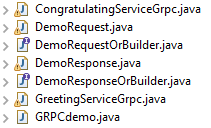 CongratulatingServiceGrpc.java
DemoRequest.java
DemoRequestOrBuilder.java
DemoResponse.java
DemoResponseOrBuilder.java
GreetingServiceGrpc.java
GRPCdemo.java